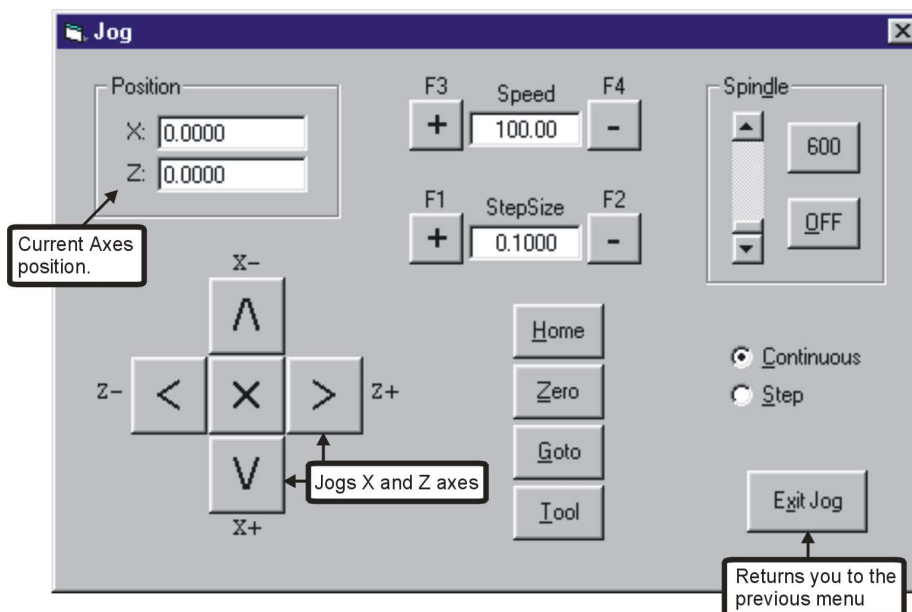 Jog
Position
X: 0.0000
Z: 0.0000
Current Axes
position.
F3 Speed F4
+ 100.00 -
F1 StepSize F2
+ 0.1000 -
Spindle
600
OFF
X-
Z- < X > Z+
V
X+
Jogs X and Z axes
Home
Zero
Goto
Tool
Continuous
Step
Exit Jog
Returns you to the
previous menu